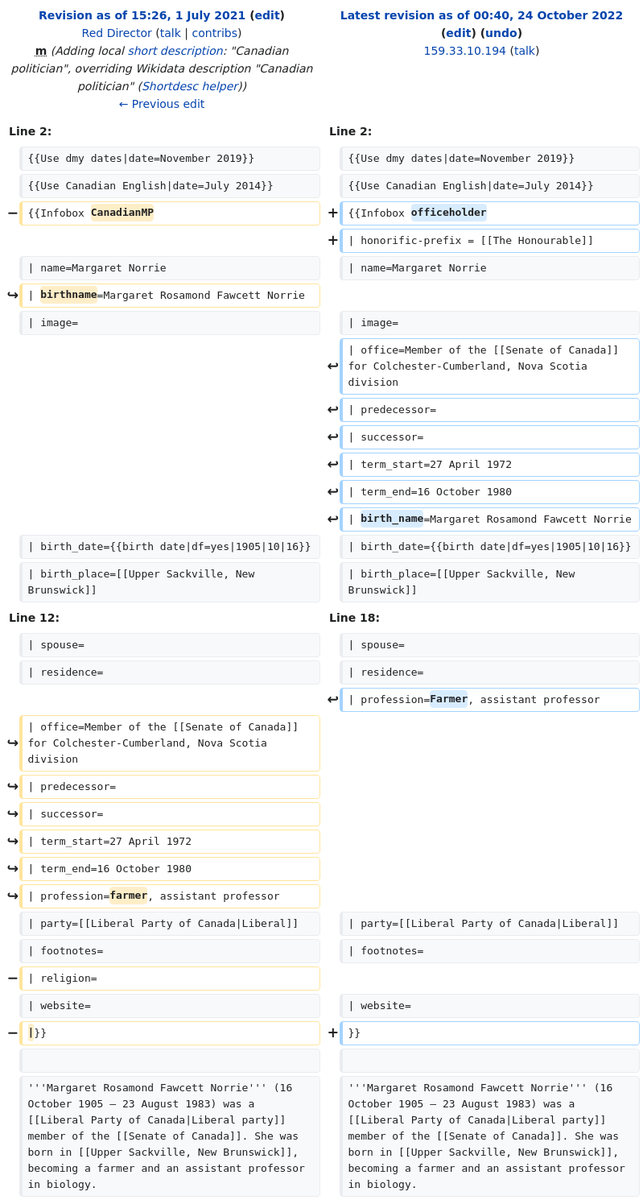 Revision as of 15:26, 1 July 2021 (edit)
Red Director (talk | contribs)
m (Adding local short description: "Canadian
politician", overriding Wikidata description "Canadian
politician" (Shortdesc helper))
← Previous edit
Latest revision as of 00:40, 24 October 2022
(edit) (undo)
159.33.10.194 (talk)
Line 2:
Line 2:
{{Use dmy dates|date=November 2019}}
{{Use dmy dates|date=November 2019}}
{{Use Canadian English|date=July 2014}}
{{Use Canadian English|date=July 2014}}
− {{Infobox CanadianMP
+ {{Infobox officeholder
+ | honorific-prefix = [[The Honourable]]
| name=Margaret Norrie
| name=Margaret Norrie
↪ | birthname=Margaret Rosamond Fawcett Norrie
| image=
| image=
↩ | office=Member of the [[Senate of Canada]]
for Colchester-Cumberland, Nova Scotia
division
↩ | predecessor=
↩ | successor=
↩ | term_start=27 April 1972
↩ | term_end=16 October 1980
↩ | birth_name=Margaret Rosamond Fawcett Norrie
| birth_date={{birth date|df=yes|1905|10|16}}
| birth_date={{birth date|df=yes|1905|10|16}}
| birth_place=[[Upper Sackville, New
Brunswick]]
| birth_place=[[Upper Sackville, New
Brunswick]]
Line 12:
Line 18:
| spouse=
| spouse=
| residence=
| residence=
↩ | profession=Farmer, assistant professor
↪ | office=Member of the [[Senate of Canada]]
for Colchester-Cumberland, Nova Scotia
division
↪ | predecessor=
↪ | successor=
↪ | term_start=27 April 1972
↪ | term_end=16 October 1980
↪ | profession=farmer, assistant professor
| party=[[Liberal Party of Canada|Liberal]]
| party=[[Liberal Party of Canada|Liberal]]
| footnotes=
| footnotes=
− | religion=
| website=
| website=
− |}}
+ }}
'''Margaret Rosamond Fawcett Norrie''' (16
October 1905 – 23 August 1983) was a
[[Liberal Party of Canada|Liberal party]]
member of the [[Senate of Canada]]. She was
born in [[Upper Sackville, New Brunswick]],
becoming a farmer and an assistant professor
in biology.
'''Margaret Rosamond Fawcett Norrie''' (16
October 1905 – 23 August 1983) was a
[[Liberal Party of Canada|Liberal party]]
member of the [[Senate of Canada]]. She was
born in [[Upper Sackville, New Brunswick]],
becoming a farmer and an assistant professor
in biology.